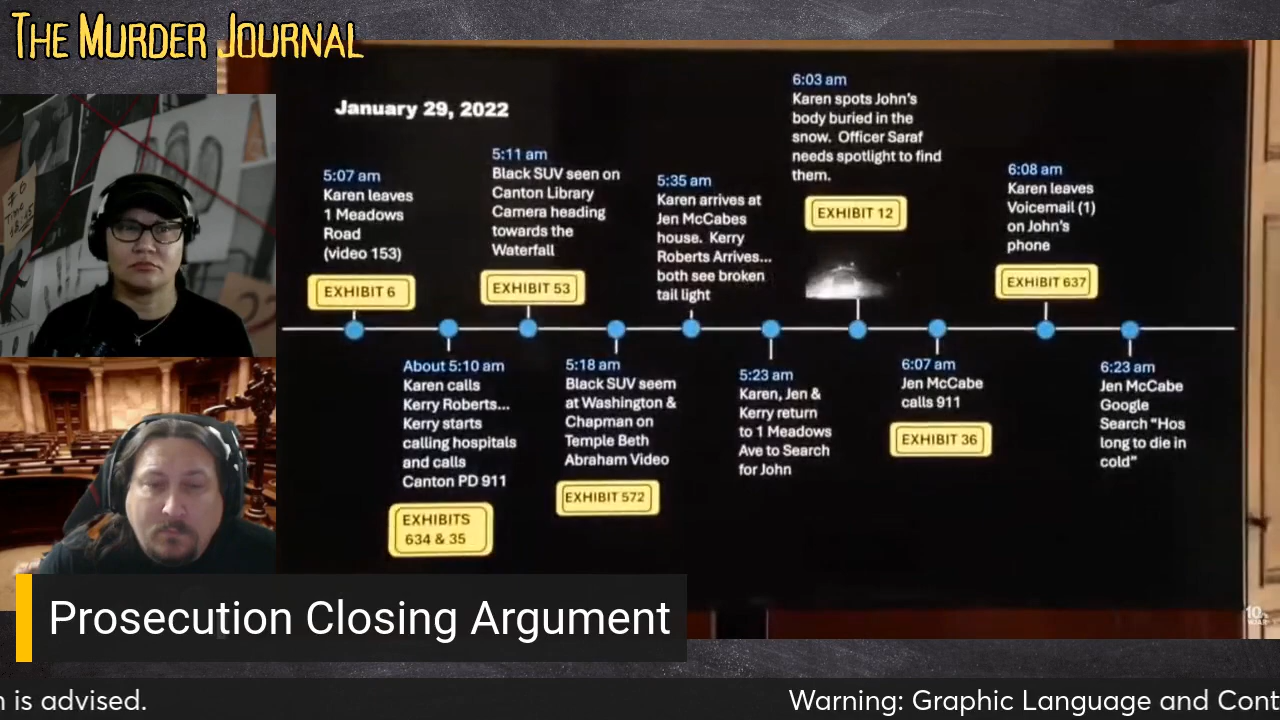 THE MURDER JOURNAL
January 29, 2022
5:07 am
Karen leaves
1 Meadows
Road
(video 153)
EXHIBIT 6
About 5:10 am
Karen calls
Kerry Roberts...
Kerry starts
calling hospitals
and calls
Canton PD 911
EXHIBITS
634 & 35
5:11 am
Black SUV seen on
Canton Library
Camera heading
towards the
Waterfall
EXHIBIT 53
5:18 am
Black SUV seem
at Washington &
Chapman on
Temple Beth
Abraham Video
EXHIBIT 572
5:35 am
Karen arrives at
Jen McCabes
house. Kerry
Roberts Arrives...
both see broken
tail light
5:23 am
Karen, Jen &
Kerry return
to 1 Meadows
Ave to Search
for John
6:03 am
Karen spots John's
body buried in the
snow. Officer Saraf
needs spotlight to find
them.
EXHIBIT 12
6:07 am
Jen McCabe
calls 911
EXHIBIT 36
6:08 am
Karen leaves
Voicemail (1)
on John's
phone
EXHIBIT 637
6:23 am
Jen McCabe
Google
Search "Hos
long to die in
cold"
Prosecution Closing Argument
n is advised.
Warning: Graphic Language and Cont